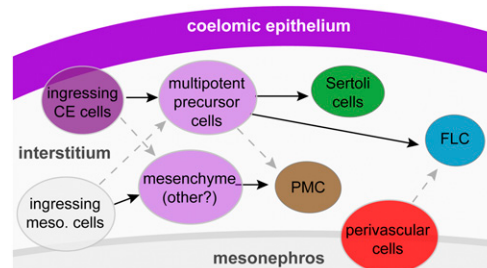 coelomic epithelium
ingressing
CE cells
multipotent
precursor
cells
Sertoli
cells
FLC
interstitium
mesenchyme
(other?)
PMC
ingressing
meso. cells
perivascular
cells
mesonephros